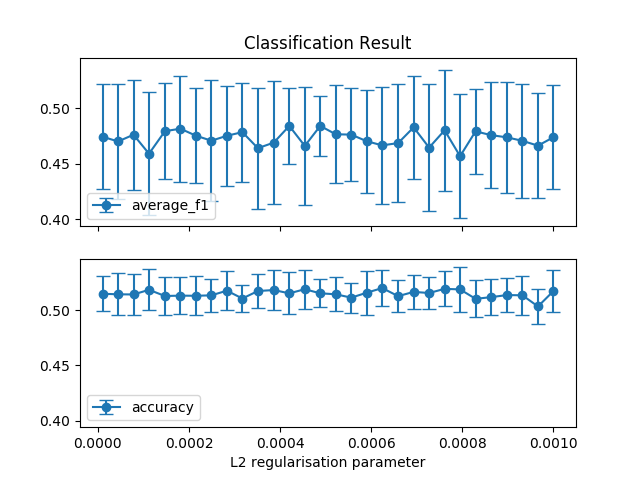 Classification Result
0.50
0.45
0.40
average_f1
0.50
0.45
0.40
accuracy
0.0000 0.0002 0.0004 0.0006 0.0008 0.0010
L2 regularisation parameter